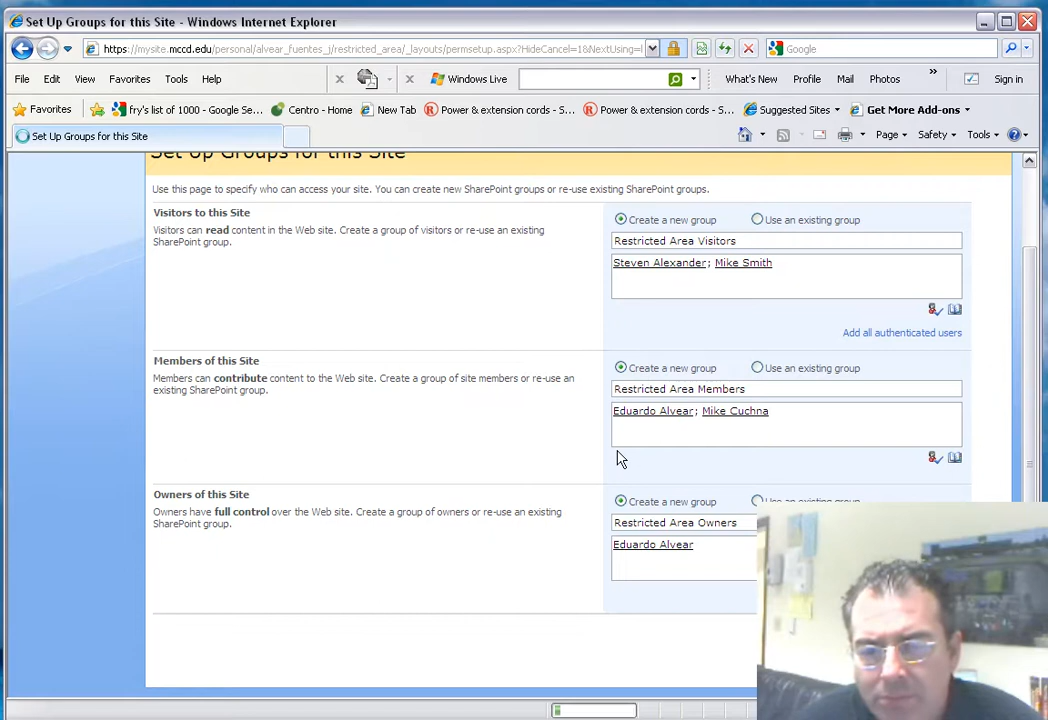 Set Up Groups for this Site - Windows Internet Explorer
https://mysite.mccd.edu/personal/alvear_fuentes_j/restricted_area/_layouts/permsetup.aspx?HideCancel=1&NextUsing=l
Google
File Edit View Favorites Tools Help
Windows Live
What's New Profile Mail Photos » Sign in
Favorites fry's list of 1000 - Google Se... Centro - Home New Tab Power & extension cords - S... Power & extension cords - S... Suggested Sites Get More Add-ons
Set Up Groups for this Site
Page Safety Tools
Set Up Groups for this Site
Use this page to specify who can access your site. You can create new SharePoint groups or re-use existing SharePoint groups.
Visitors to this Site
Visitors can read content in the Web site. Create a group of visitors or re-use an existing
SharePoint group.
Create a new group Use an existing group
Restricted Area Visitors
Steven Alexander; Mike Smith
Add all authenticated users
Members of this Site
Members can contribute content to the Web site. Create a group of site members or re-use an
existing SharePoint group.
Create a new group Use an existing group
Restricted Area Members
Eduardo Alvear; Mike Cuchna
Owners of this Site
Owners have full control over the Web site. Create a group of owners or re-use an existing
SharePoint group.
Create a new group Use an existing group
Restricted Area Owners
Eduardo Alvear